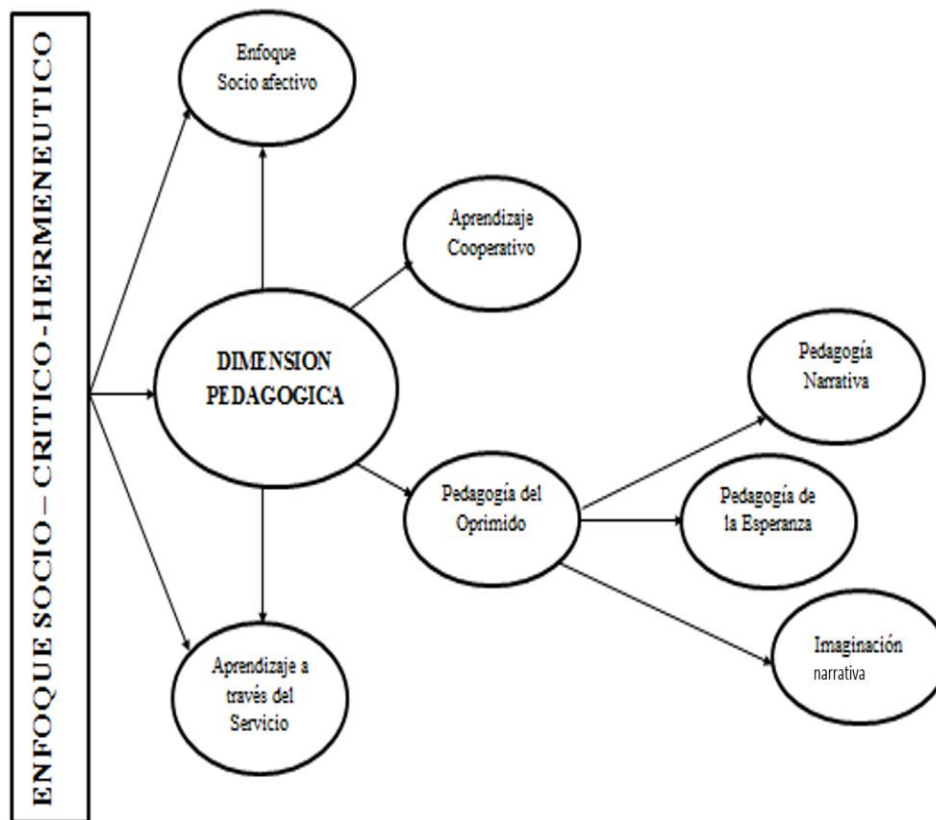 ENFOQUE SOCIO – CRITICO-HERMENEUTICO
Enfoque
Socio afectivo
Aprendizaje
Cooperativo
DIMENSION
PEDAGOGICA
Pedagogía
Narrativa
Pedagogía del
Oprimido
Pedagogía de
la Esperanza
Imaginación
narrativa
Aprendizaje a
través del
Servicio